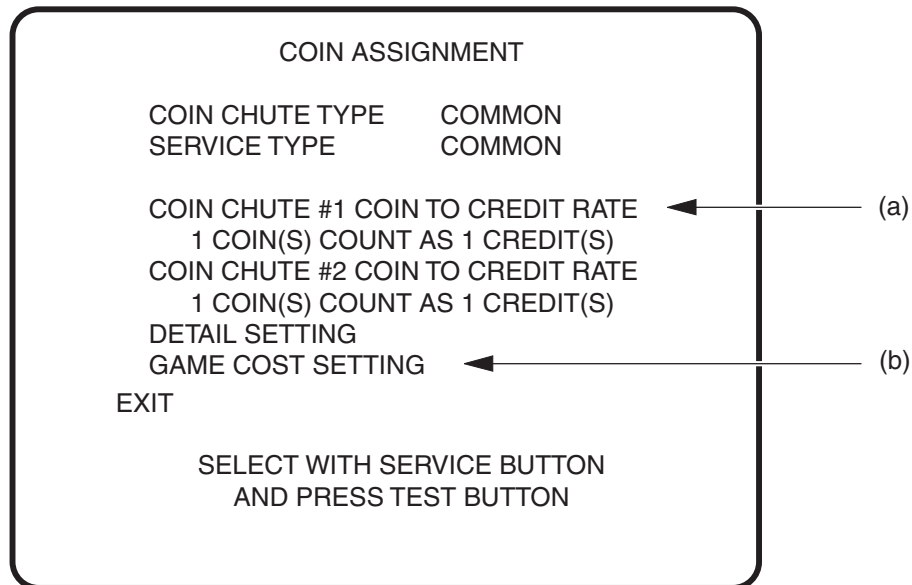 COIN ASSIGNMENT
COIN CHUTE TYPE COMMON
SERVICE TYPE COMMON
COIN CHUTE #1 COIN TO CREDIT RATE (a)
1 COIN(S) COUNT AS 1 CREDIT(S)
COIN CHUTE #2 COIN TO CREDIT RATE
1 COIN(S) COUNT AS 1 CREDIT(S)
DETAIL SETTING
GAME COST SETTING (b)
EXIT
SELECT WITH SERVICE BUTTON
AND PRESS TEST BUTTON